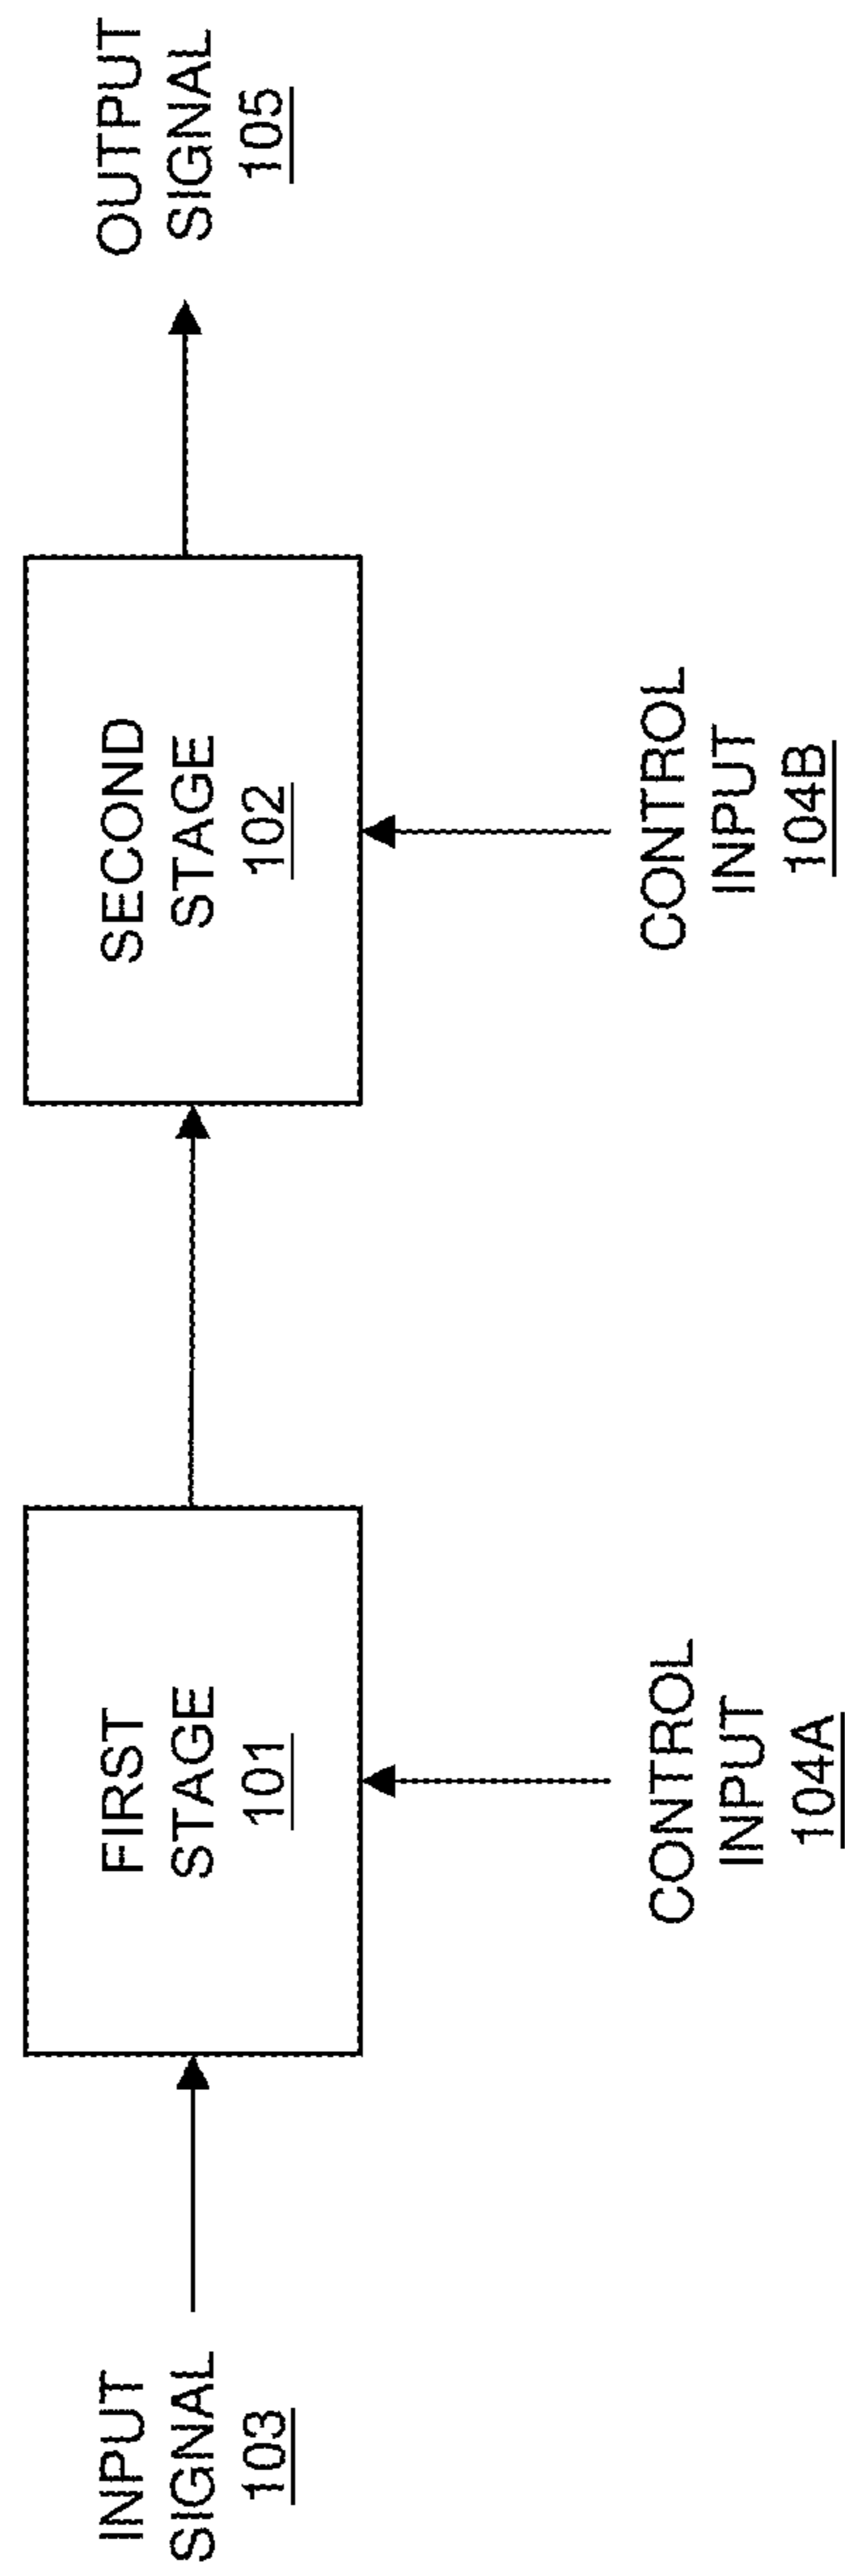 INPUT
SIGNAL
103
FIRST
STAGE
101
CONTROL
INPUT
104A
SECOND
STAGE
102
CONTROL
INPUT
104B
OUTPUT
SIGNAL
105